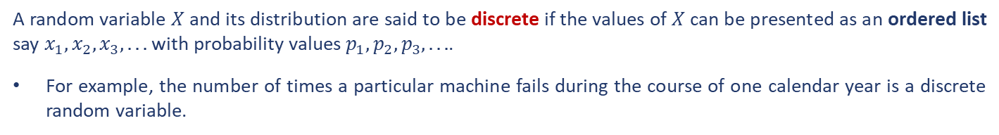 A random variable X and its distribution are said to be discrete if the values of X can be presented as an ordered list
say x₁, x₂, x₃, ... with probability values p₁, p₂, p₃, ....
• For example, the number of times a particular machine fails during the course of one calendar year is a discrete
random variable.